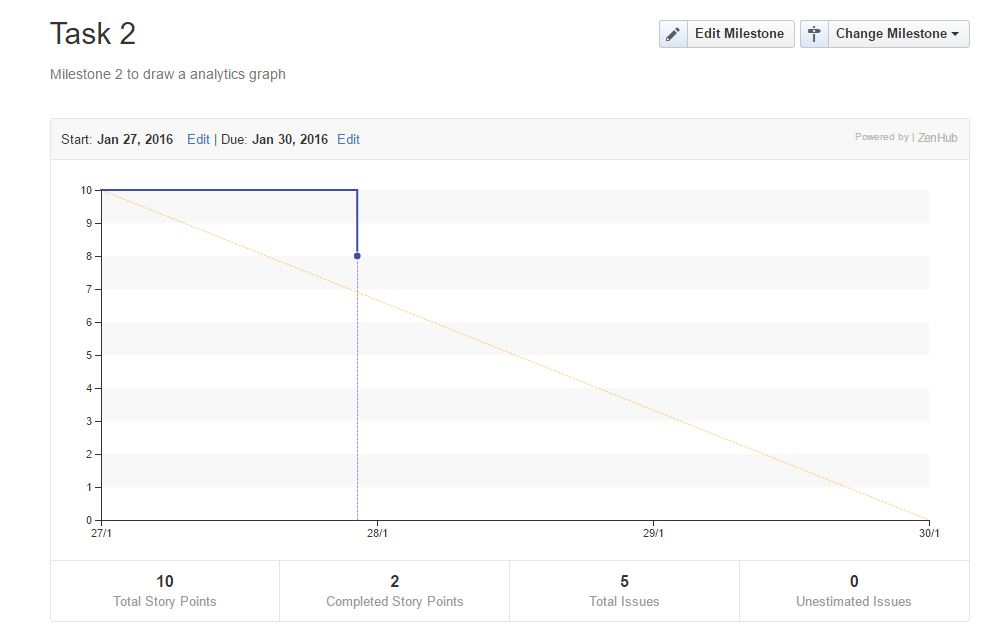 Task 2
Edit Milestone
Change Milestone
Milestone 2 to draw a analytics graph
Start: Jan 27, 2016 Edit | Due: Jan 30, 2016 Edit
Powered by | ZenHub
10
9
8
7
6
5
4
3
2
1
0
27/1 28/1 29/1 30/1
10 2 5 0
Total Story Points Completed Story Points Total Issues Unestimated Issues